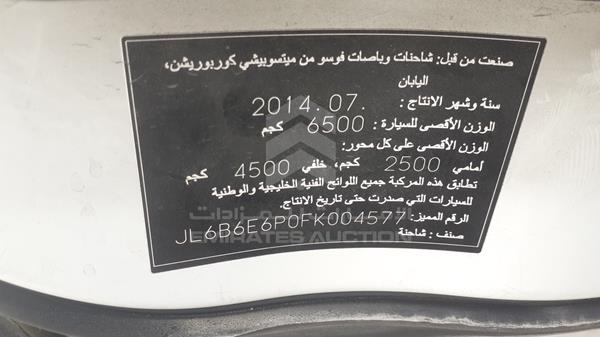 صنعت من قبل: شاحنات وباصات فوسو من ميتسوبيشي كوربوريشن،
اليابان
سنة وشهر الانتاج : 2014.07.
الوزن الأقصى للسيارة : 6500 كجم
الوزن الأقصى على كل محور:
أمامي 2500 كجم، خلفي 4500 كجم
تطابق هذه المركبة جميع اللوائح الفنية الخليجية والوطنية
للسيارات التي صدرت حتى تاريخ الانتاج.
الرقم المميز: JL6B6E6P0FK004577
صنف : شاحنة
الامارات للمزادات
EMIRATES AUCTION